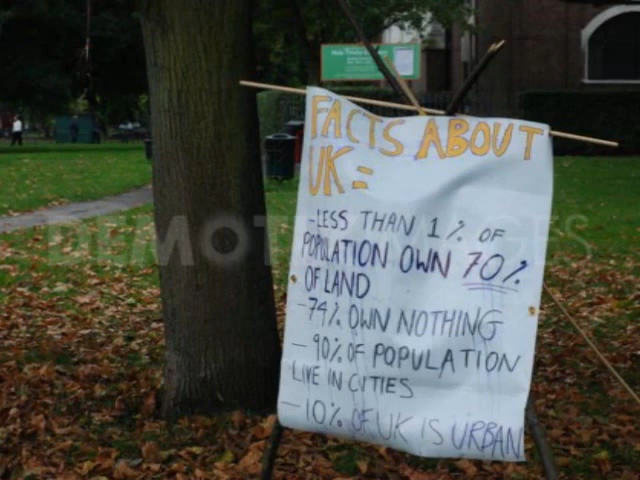 FACTS ABOUT
UK =
-LESS THAN 1% OF
POPULATION OWN 70%
OF LAND
-74% OWN NOTHING
- 90% OF POPULATION
LIVE IN CITIES
- 10% OF UK IS URBAN